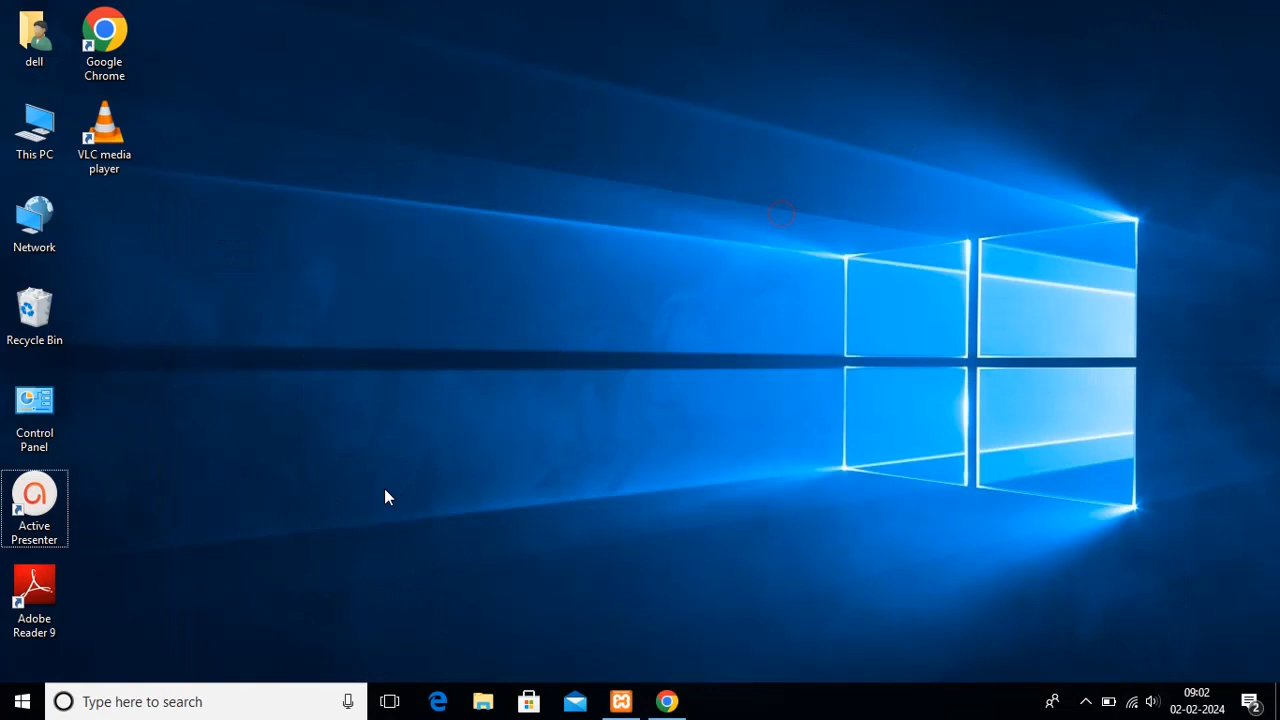 dell
Google
Chrome
This PC
VLC media
player
Network
Recycle Bin
Control
Panel
Active
Presenter
Adobe
Reader 9
Type here to search
09:02
02-02-2024
2